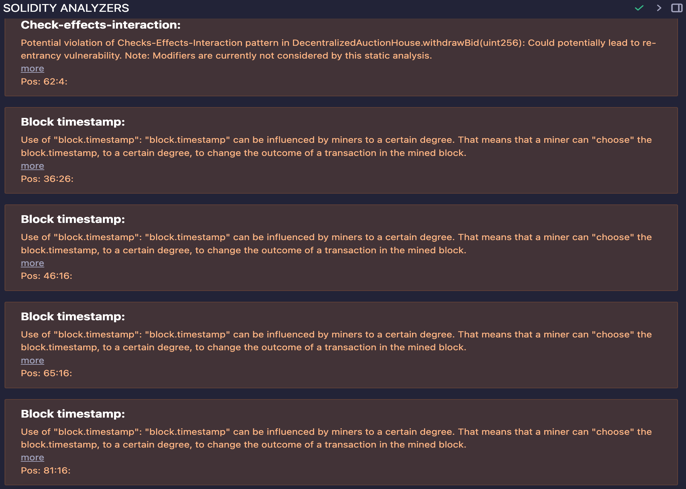 SOLIDITY ANALYZERS
Check-effects-interaction:
Potential violation of Checks-Effects-Interaction pattern in DecentralizedAuctionHouse.withdrawBid(uint256): Could potentially lead to re-
entrancy vulnerability. Note: Modifiers are currently not considered by this static analysis.
more
Pos: 62:4:
Block timestamp:
Use of "block.timestamp": "block.timestamp" can be influenced by miners to a certain degree. That means that a miner can "choose" the
block.timestamp, to a certain degree, to change the outcome of a transaction in the mined block.
more
Pos: 36:26:
Block timestamp:
Use of "block.timestamp": "block.timestamp" can be influenced by miners to a certain degree. That means that a miner can "choose" the
block.timestamp, to a certain degree, to change the outcome of a transaction in the mined block.
more
Pos: 46:16:
Block timestamp:
Use of "block.timestamp": "block.timestamp" can be influenced by miners to a certain degree. That means that a miner can "choose" the
block.timestamp, to a certain degree, to change the outcome of a transaction in the mined block.
more
Pos: 65:16:
Block timestamp:
Use of "block.timestamp": "block.timestamp" can be influenced by miners to a certain degree. That means that a miner can "choose" the
block.timestamp, to a certain degree, to change the outcome of a transaction in the mined block.
more
Pos: 81:16: